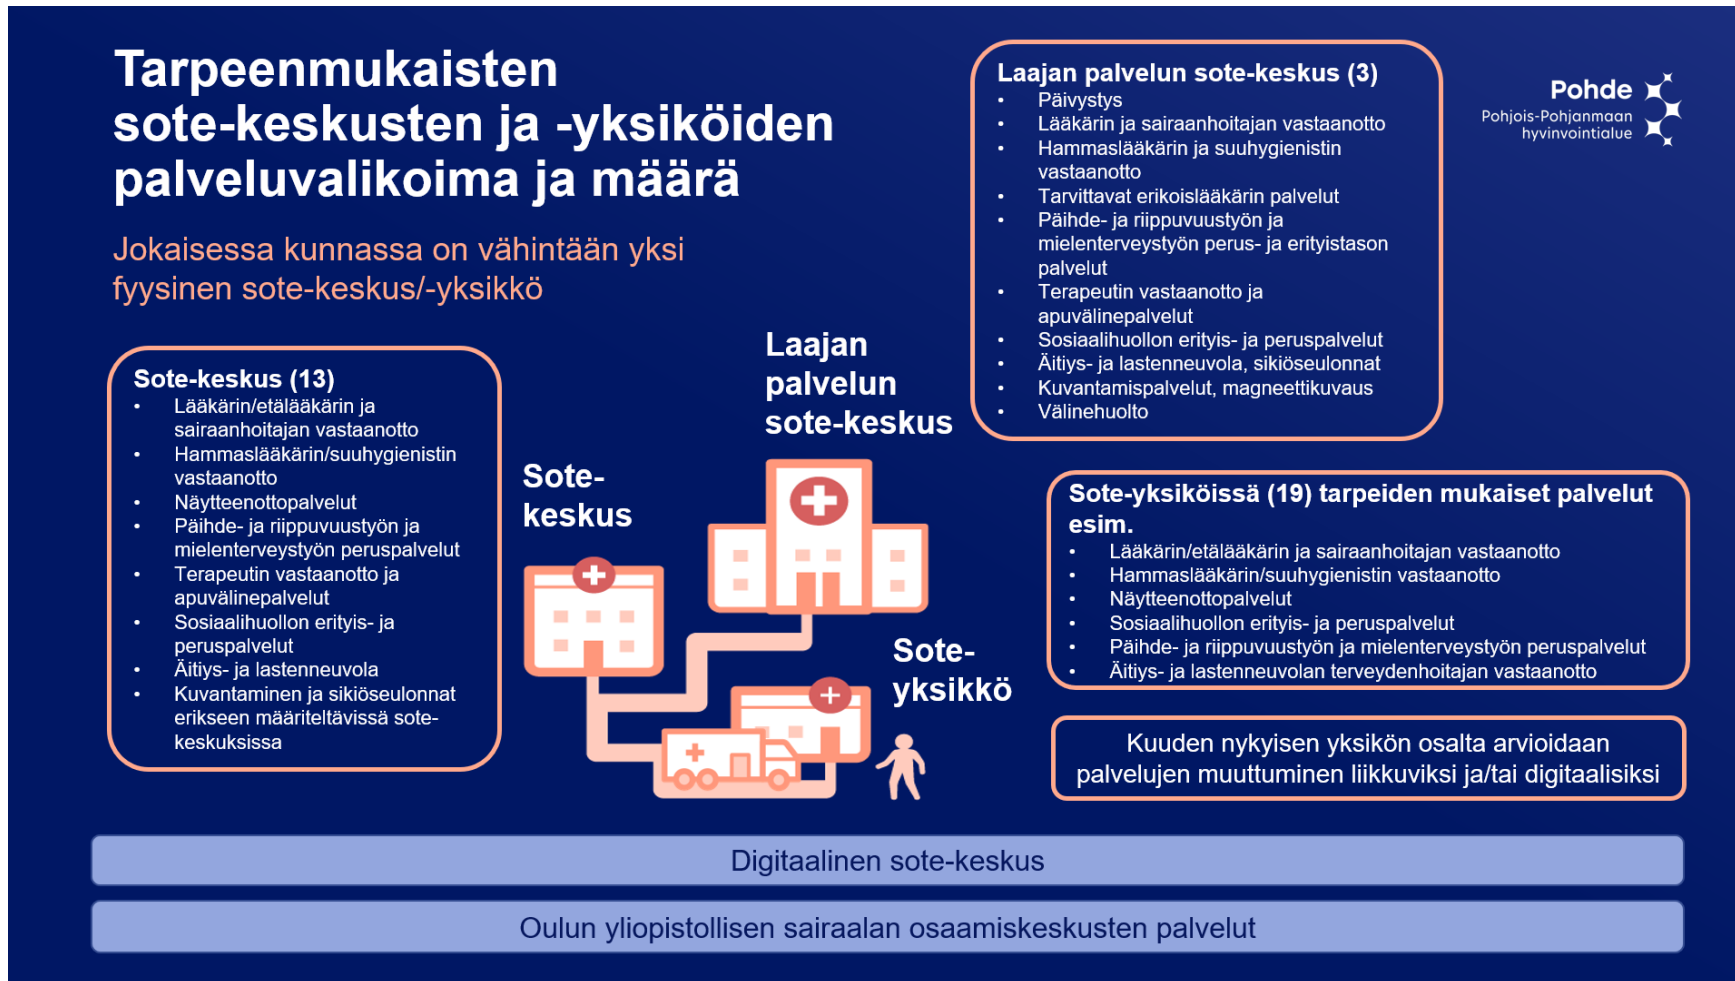 Tarpeenmukaisten
sote-keskusten ja -yksiköiden
palveluvalikoima ja määrä
Jokaisessa kunnassa on vähintään yksi
fyysinen sote-keskus/-yksikkö
Sote-keskus (13)
• Lääkärin/etälääkärin ja
sairaanhoitajan vastaanotto
• Hammaslääkärin/suuhygienistin
vastaanotto
• Näytteenottopalvelut
• Päihde- ja riippuvuustyön ja
mielenterveystyön peruspalvelut
• Terapeutin vastaanotto ja
apuvälinepalvelut
• Sosiaalihuollon erityis- ja
peruspalvelut
• Äitiys- ja lastenneuvola
• Kuvantaminen ja sikiöseulonnat
erikseen määriteltävissä sote-
keskuksissa
Sote-
keskus
Laajan
palvelun
sote-keskus
Sote-
yksikkö
Laajan palvelun sote-keskus (3)
• Päivystys
• Lääkärin ja sairaanhoitajan vastaanotto
• Hammaslääkärin ja suuhygienistin
vastaanotto
• Tarvittavat erikoislääkärin palvelut
• Päihde- ja riippuvuustyön ja
mielenterveystyön perus- ja erityistason
palvelut
• Terapeutin vastaanotto ja
apuvälinepalvelut
• Sosiaalihuollon erityis- ja peruspalvelut
• Äitiys- ja lastenneuvola, sikiöseulonnat
• Kuvantamispalvelut, magneettikuvaus
• Välinehuolto
Pohde
Pohjois-Pohjanmaan
hyvinvointialue
Sote-yksiköissä (19) tarpeiden mukaiset palvelut
esim.
• Lääkärin/etälääkärin ja sairaanhoitajan vastaanotto
• Hammaslääkärin/suuhygienistin vastaanotto
• Näytteenottopalvelut
• Sosiaalihuollon erityis- ja peruspalvelut
• Päihde- ja riippuvuustyön ja mielenterveystyön peruspalvelut
• Äitiys- ja lastenneuvolan terveydenhoitajan vastaanotto
Kuuden nykyisen yksikön osalta arvioidaan
palvelujen muuttuminen liikkuviksi ja/tai digitaalisiksi
Digitaalinen sote-keskus
Oulun yliopistollisen sairaalan osaamiskeskusten palvelut